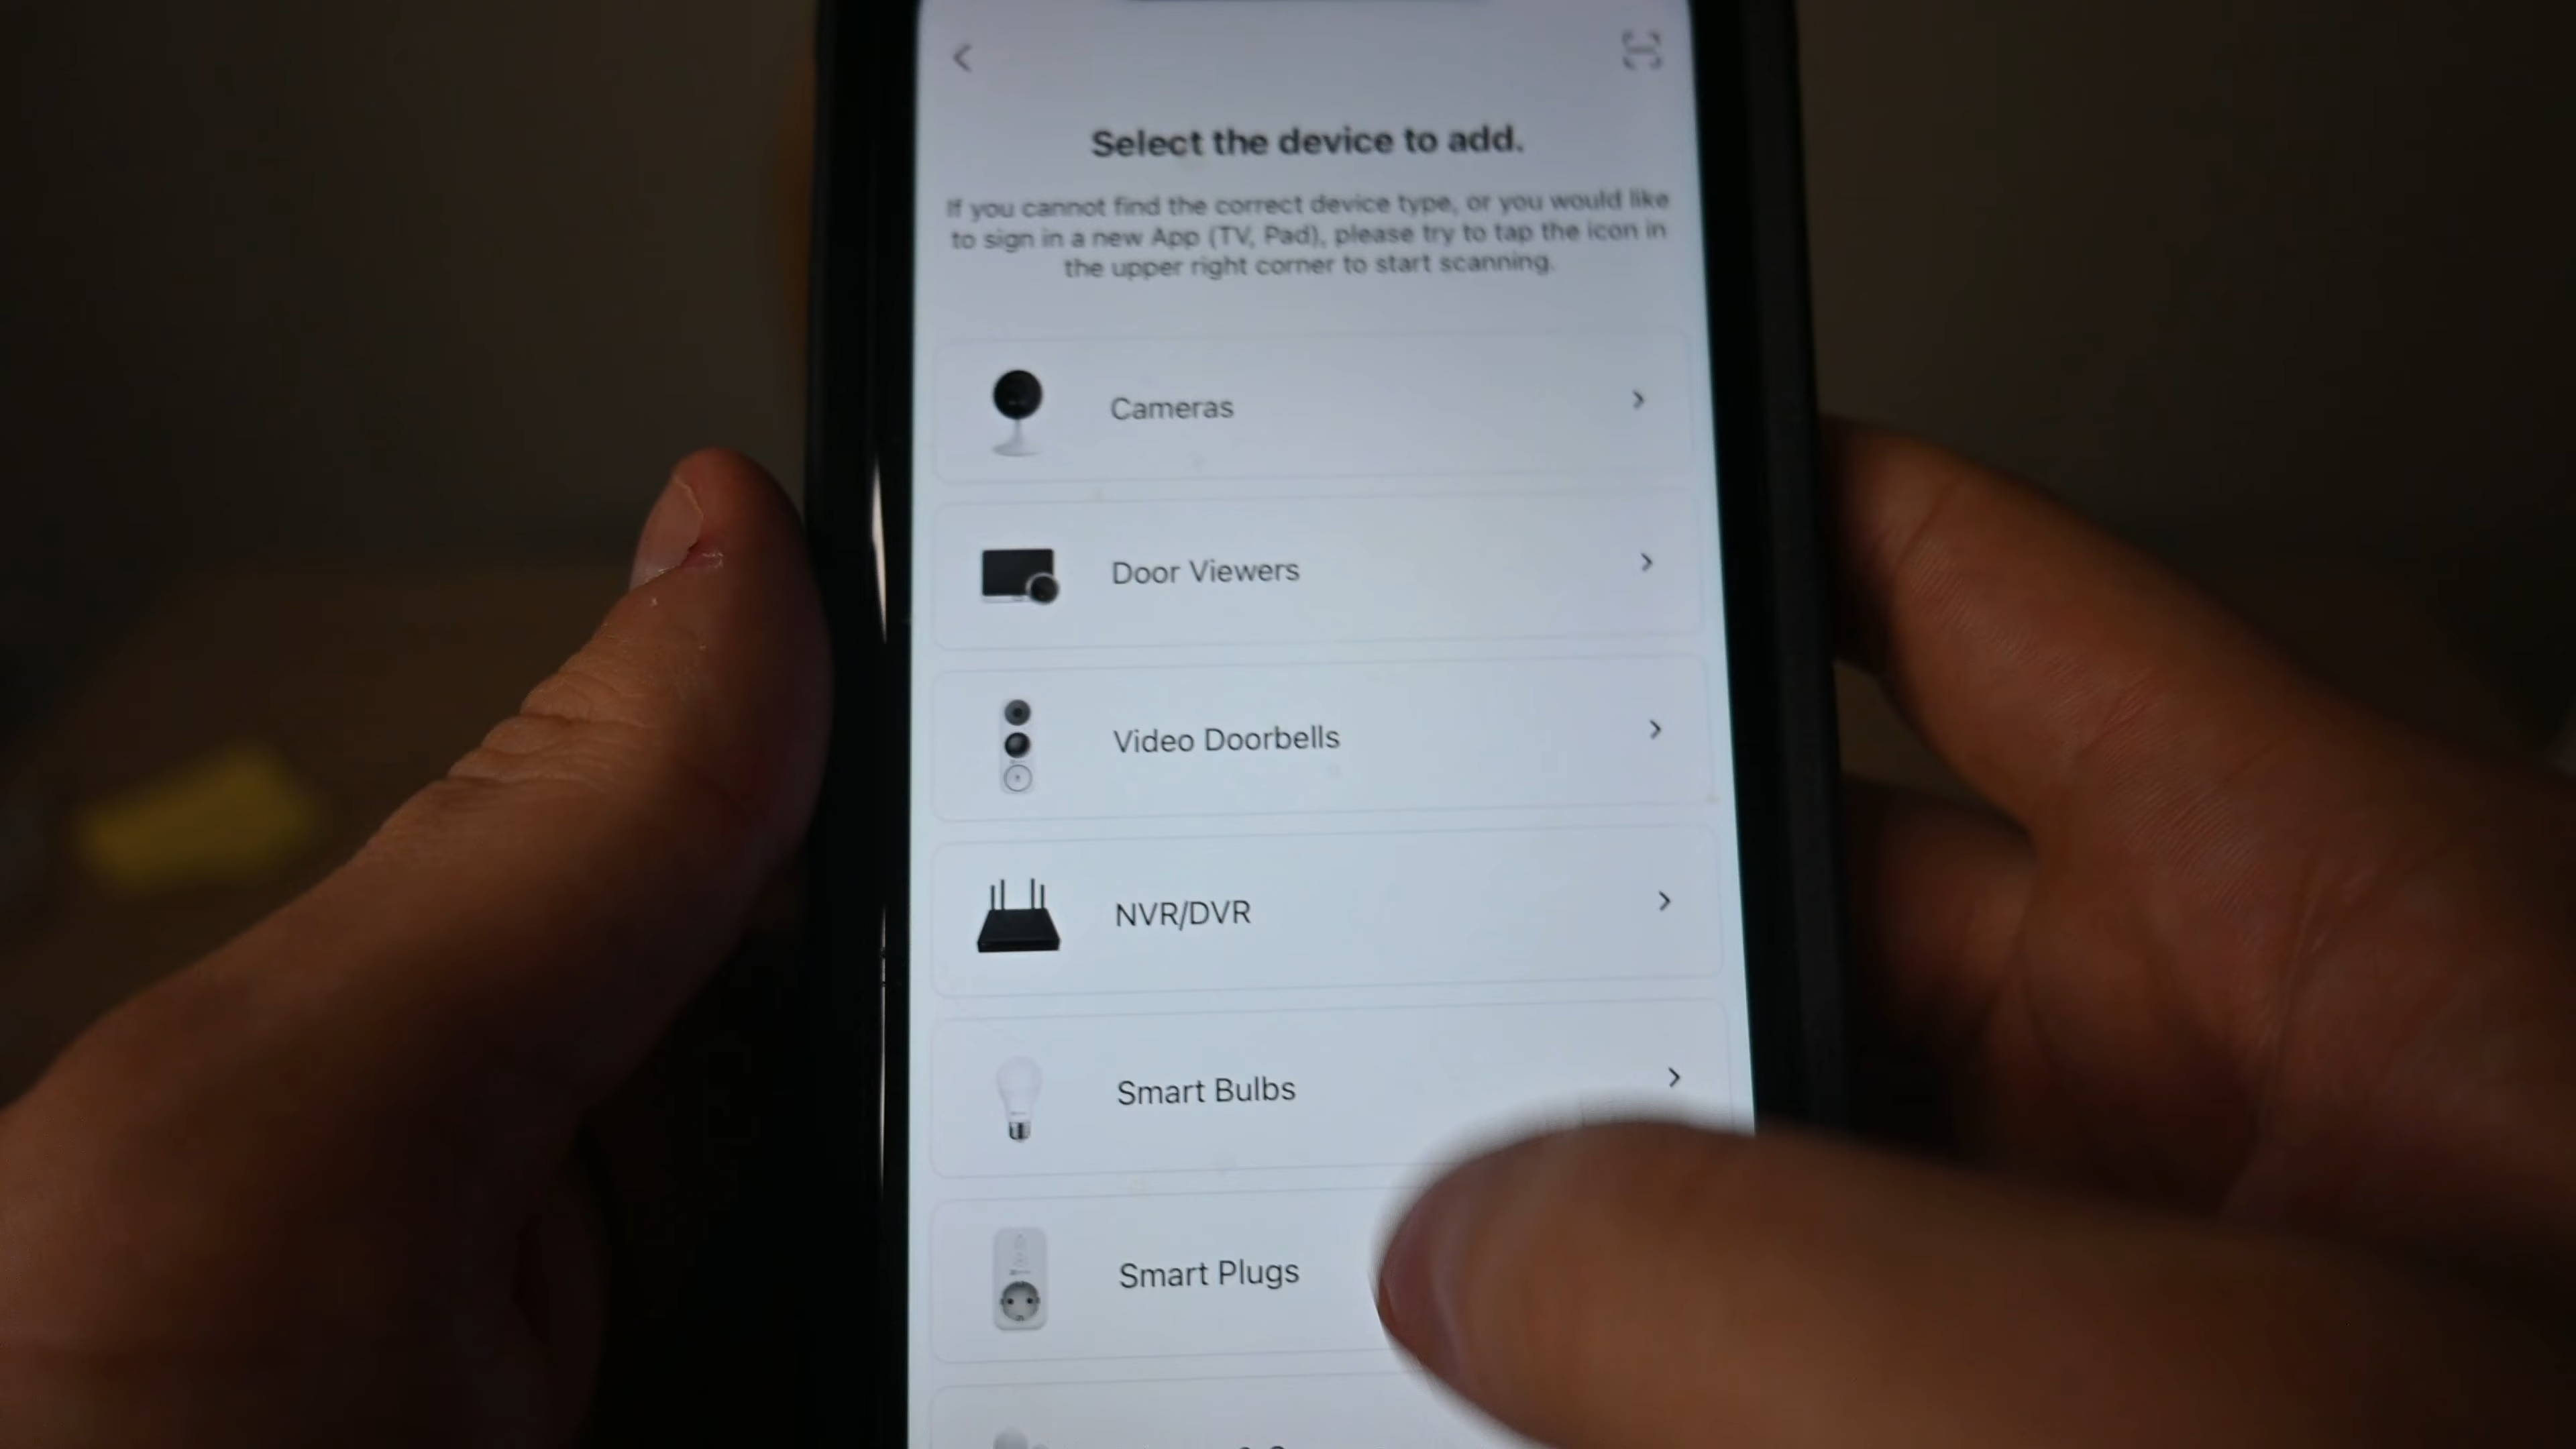 Select the device to add.
If you cannot find the correct device type, or you would like
to sign in a new App (TV, Pad), please try to tap the icon in
the upper right corner to start scanning.
Cameras
Door Viewers
Video Doorbells
NVR/DVR
Smart Bulbs
Smart Plugs